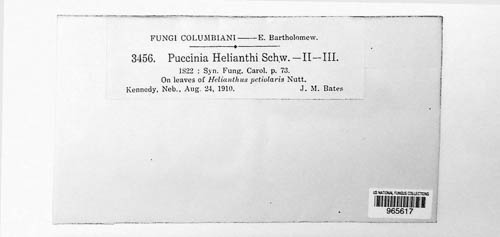 FUNGI COLUMBIANI — E. Bartholomew.
3456. Puccinia Helianthi Schw. — II — III.
1822 : Syn. Fung. Carol. p. 73.
On leaves of Helianthus petiolaris Nutt.
Kennedy, Neb., Aug. 24, 1910. J. M. Bates
US NATIONAL FUNGUS COLLECTIONS
965617